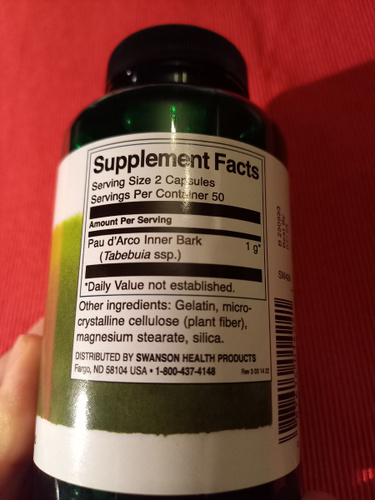 Supplement Facts
Serving Size 2 Capsules
Servings Per Container 50
Amount Per Serving
Pau d'Arco Inner Bark 1 g*
(Tabebuia ssp.)
*Daily Value not established.
Other ingredients: Gelatin, micro-
crystalline cellulose (plant fiber),
magnesium stearate, silica.
DISTRIBUTED BY SWANSON HEALTH PRODUCTS
Fargo, ND 58104 USA • 1-800-437-4148